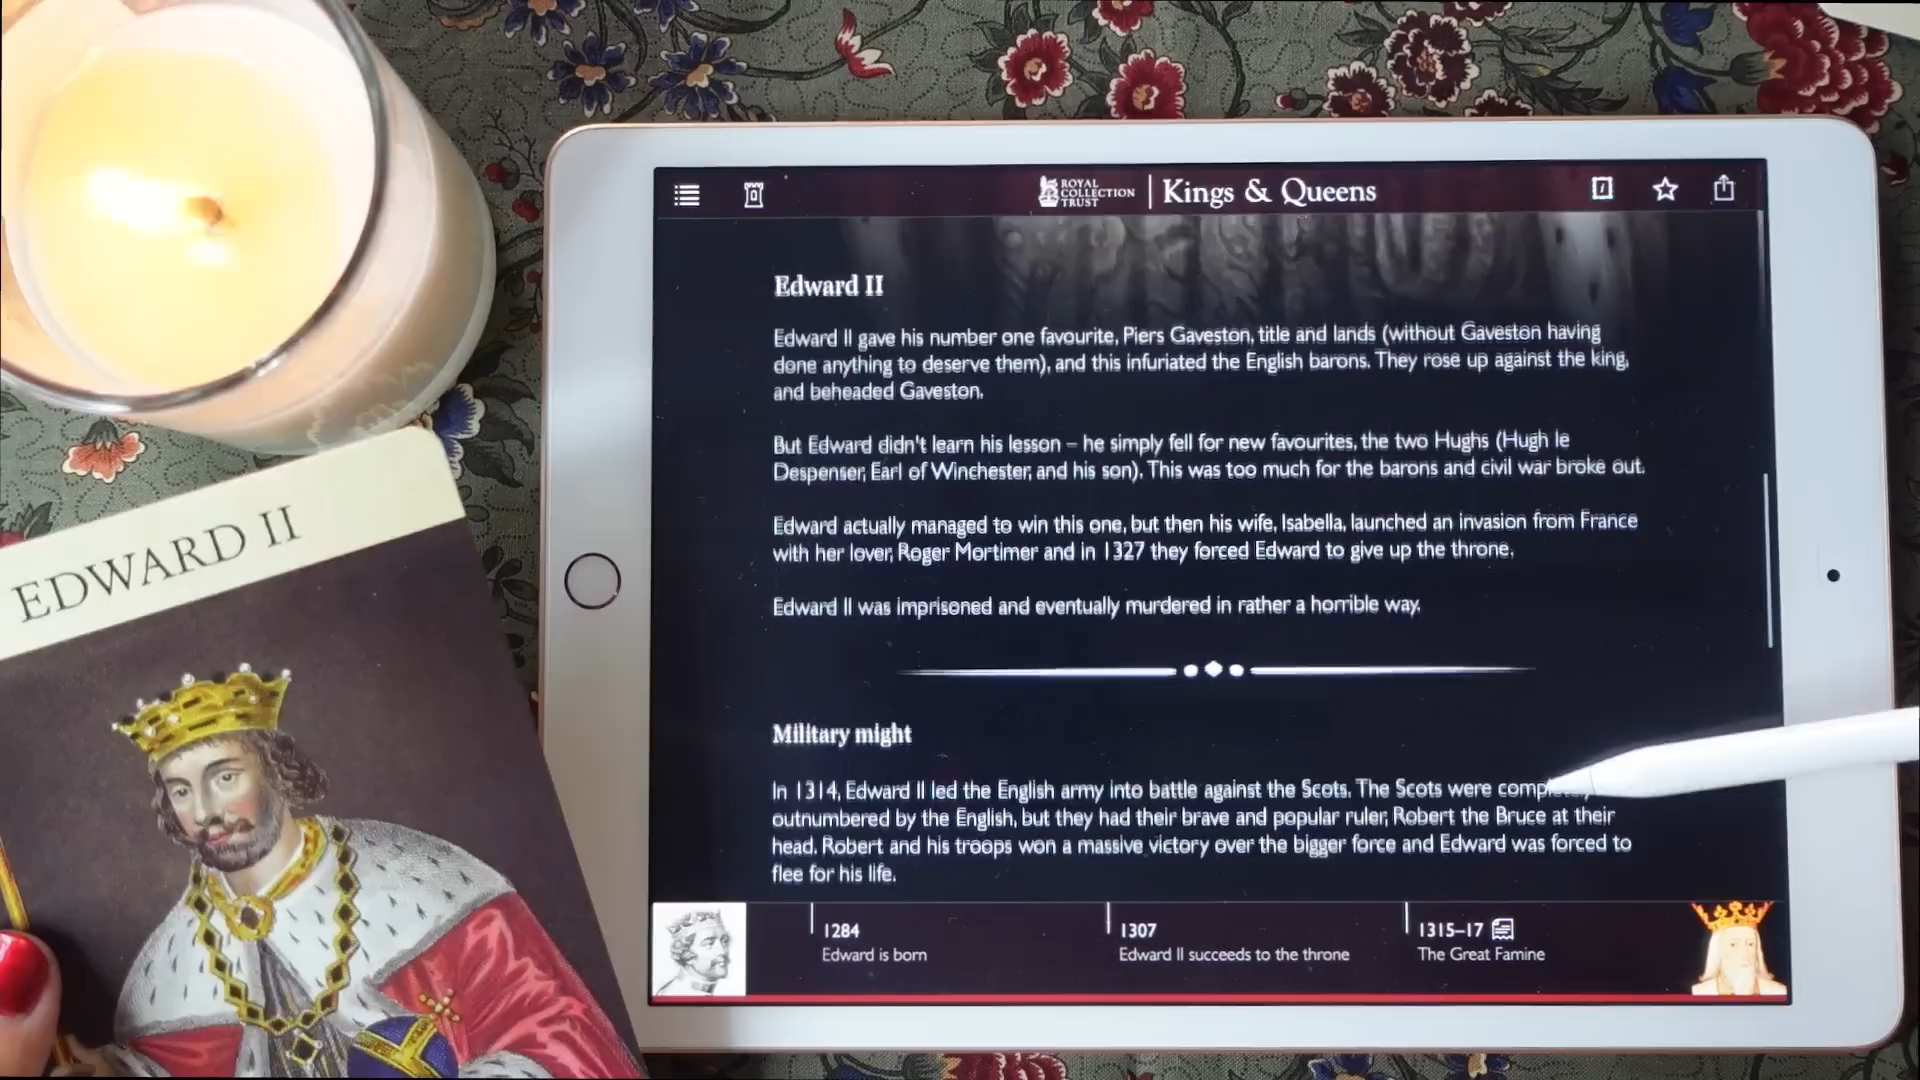 ROYAL
COLLECTION
TRUST
Kings & Queens
Edward II
Edward II gave his number one favourite, Piers Gaveston, title and lands (without Gaveston having
done anything to deserve them), and this infuriated the English barons. They rose up against the king,
and beheaded Gaveston.
But Edward didn't learn his lesson – he simply fell for new favourites, the two Hughs (Hugh le
Despenser, Earl of Winchester, and his son). This was too much for the barons and civil war broke out.
Edward actually managed to win this one, but then his wife, Isabella, launched an invasion from France
with her lover, Roger Mortimer and in 1327 they forced Edward to give up the throne.
Edward II was imprisoned and eventually murdered in rather a horrible way.
Military might
In 1314, Edward II led the English army into battle against the Scots. The Scots were
outnumbered by the English, but they had their brave and popular ruler, Robert the Bruce at their
head. Robert and his troops won a massive victory over the bigger force and Edward was forced to
flee for his life.
1284
Edward is born
1307
Edward II succeeds to the throne
1315–17
The Great Famine
EDWARD II